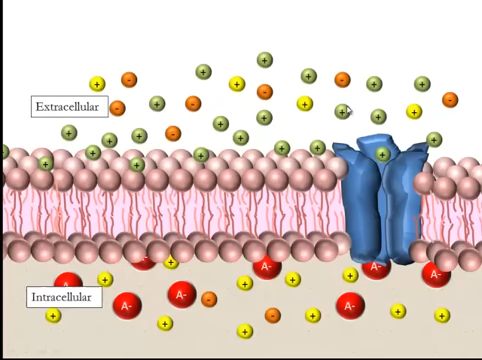 + -
+ + +
+ + - + +
- + - - + + + -
Extracellular
+ + + - + + + + +
+ + + + + + +
A- + A- A- A-
A- + + + +
Intracellular A- A- - A-
+ + + - + + +